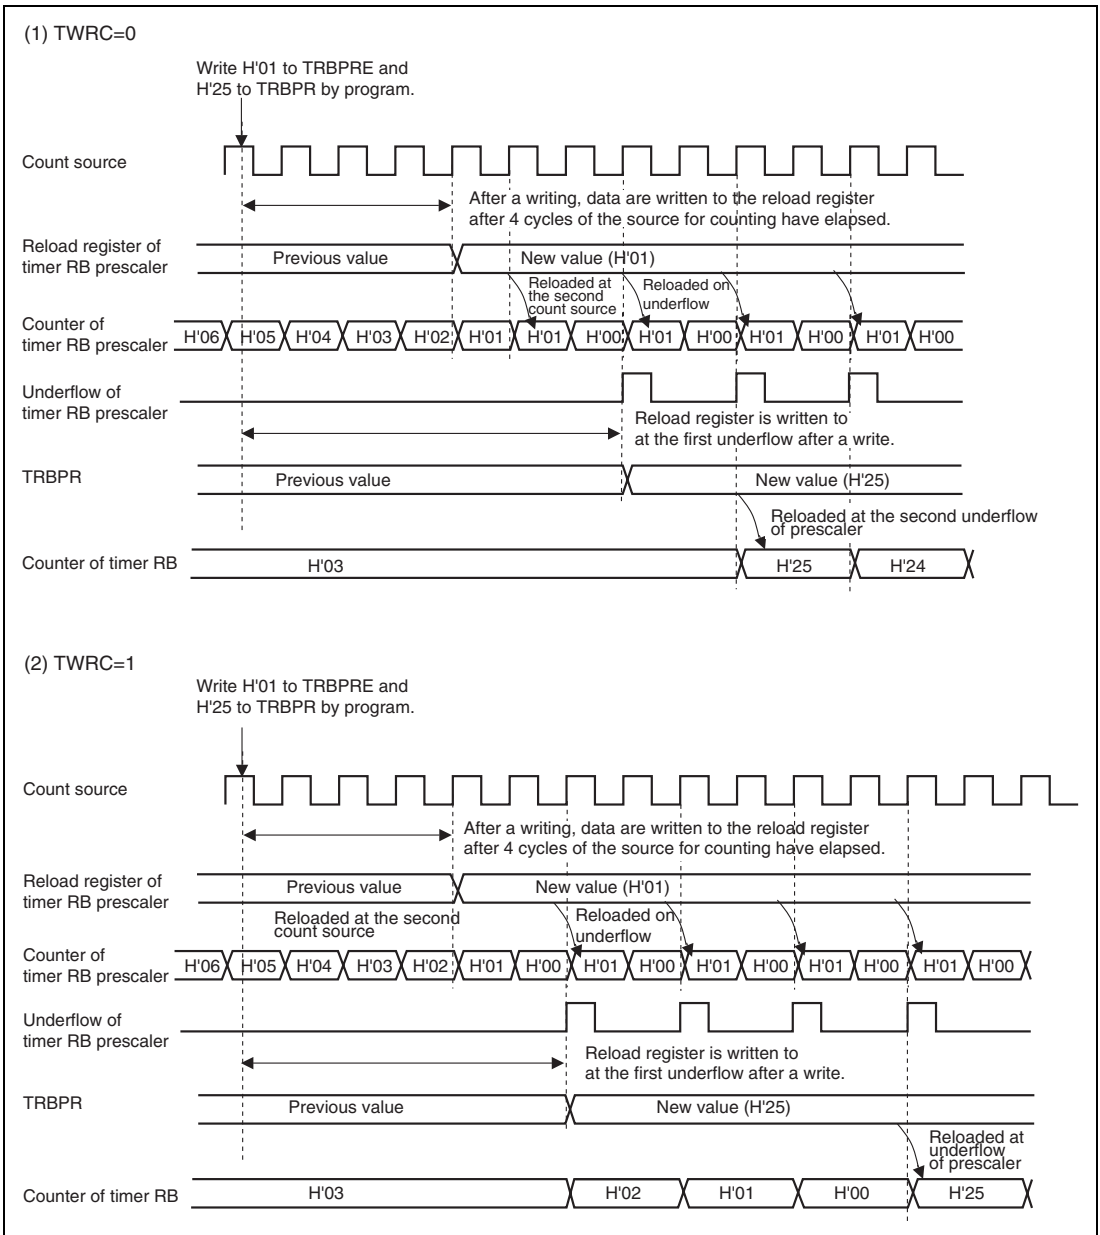 (1) TWRC=0
Write H'01 to TRBPRE and
H'25 to TRBPR by program.
Count source
After a writing, data are written to the reload register
after 4 cycles of the source for counting have elapsed.
Reload register of
timer RB prescaler
Previous value
New value (H'01)
Reloaded at
the second
count source
Reloaded on
underflow
Counter of
timer RB prescaler
H'06 H'05 H'04 H'03 H'02 H'01 H'01 H'00 H'01 H'00 H'01 H'00 H'01 H'00
Underflow of
timer RB prescaler
Reload register is written to
at the first underflow after a write.
TRBPR
Previous value
New value (H'25)
Reloaded at the second underflow
of prescaler
Counter of timer RB
H'03 H'25 H'24
(2) TWRC=1
Write H'01 to TRBPRE and
H'25 to TRBPR by program.
Count source
After a writing, data are written to the reload register
after 4 cycles of the source for counting have elapsed.
Reload register of
timer RB prescaler
Previous value
New value (H'01)
Reloaded at the second
count source
Reloaded on
underflow
Counter of
timer RB prescaler
H'06 H'05 H'04 H'03 H'02 H'01 H'00 H'01 H'00 H'01 H'00 H'01 H'00 H'01 H'00
Underflow of
timer RB prescaler
Reload register is written to
at the first underflow after a write.
TRBPR
Previous value
New value (H'25)
Reloaded at
underflow
of prescaler
Counter of timer RB
H'03 H'02 H'01 H'00 H'25